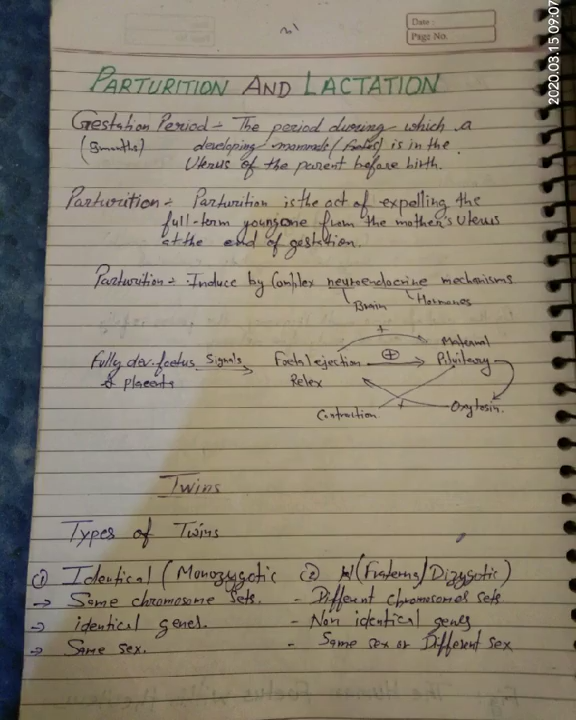 2020.03.15 09:07
Date :
Page No.
PARTURITION AND LACTATION
Gestation Period - The period during which a
(9months) developing mammals (foetus) is in the
Uterus of the parent before birth.
Parturition - Parturition is the act of expelling the
full-term youngone from the mother's Uterus
at the end of gestation.
Parturition - Induce by Complex neuroendocrine mechanisms
Brain Hormones
+ Maternal
Fully dev. foetus Signals Foetal ejection + Pituitary
& placenta Relex
Contraction + Oxytosin.
Twins
Types of Twins
① Identical (Monozygotic ② (Fraternal/Dizygotic)
→ Same chromosome sets. - Different chromosomes sets
→ identical genes. - Non identical genes
→ Same sex. - Same sex or Different sex